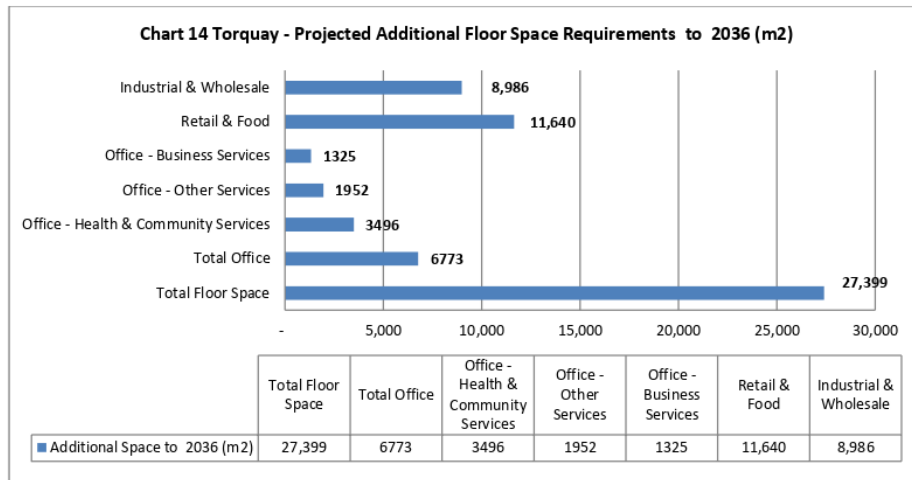 Chart 14 Torquay - Projected Additional Floor Space Requirements to 2036 (m2)
Industrial & Wholesale
8,986
Retail & Food
11,640
Office - Business Services
1325
Office - Other Services
1952
Office - Health & Community Services
3496
Total Office
6773
Total Floor Space
27,399
- 5,000 10,000 15,000 20,000 25,000 30,000
Total Floor
Space
Total Office
Office -
Health &
Community
Services
Office -
Other
Services
Office -
Business
Services
Retail &
Food
Industrial &
Wholesale
Additional Space to 2036 (m2) 27,399 6773 3496 1952 1325 11,640 8,986